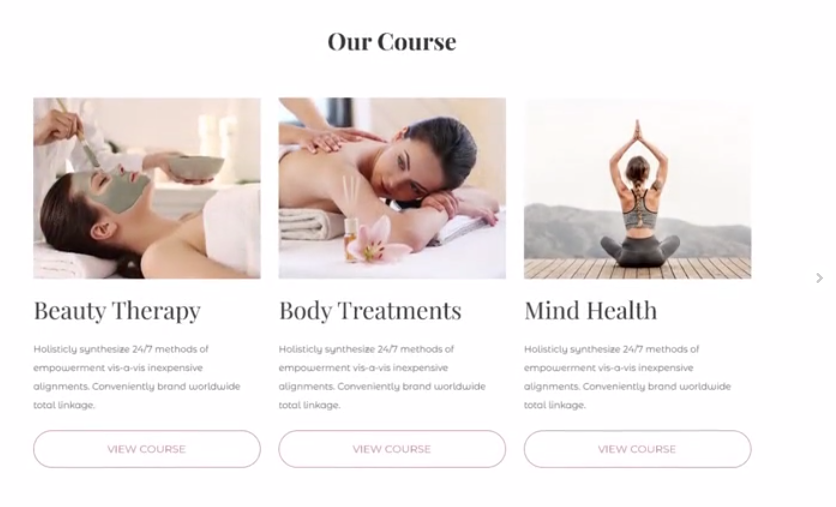 Our Course
Beauty Therapy
Holisticly synthesize 24/7 methods of
empowerment vis-a-vis inexpensive
alignments. Conveniently brand worldwide
total linkage.
VIEW COURSE
Body Treatments
Holisticly synthesize 24/7 methods of
empowerment vis-a-vis inexpensive
alignments. Conveniently brand worldwide
total linkage.
VIEW COURSE
Mind Health
Holisticly synthesize 24/7 methods of
empowerment vis-a-vis inexpensive
alignments. Conveniently brand worldwide
total linkage.
VIEW COURSE